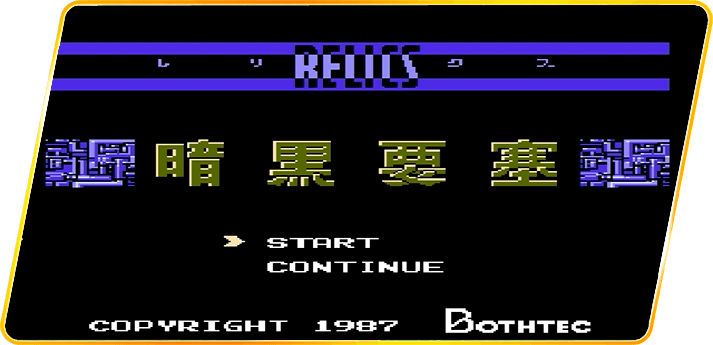 レリ RELICS クス
暗黒要塞
START
CONTINUE
COPYRIGHT 1987 BOTHTEC